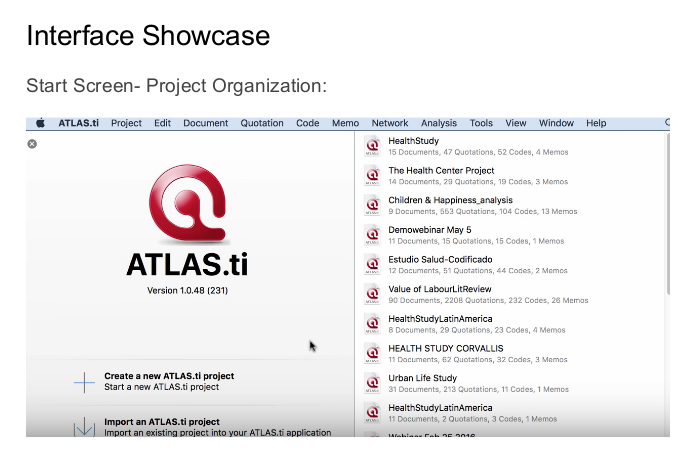 Interface Showcase
Start Screen- Project Organization:
ATLAS.ti Project Edit Document Quotation Code Memo Network Analysis Tools View Window Help
ATLAS.ti
Version 1.0.48 (231)
Create a new ATLAS.ti project
Start a new ATLAS.ti project
Import an ATLAS.ti project
Import an existing project into your ATLAS.ti application
HealthStudy
15 Documents, 47 Quotations, 52 Codes, 4 Memos
The Health Center Project
14 Documents, 29 Quotations, 19 Codes, 3 Memos
Children & Happiness_analysis
9 Documents, 553 Quotations, 104 Codes, 13 Memos
Demowebinar May 5
11 Documents, 15 Quotations, 15 Codes, 1 Memos
Estudio Salud-Codificado
12 Documents, 51 Quotations, 44 Codes, 2 Memos
Value of LabourLitReview
90 Documents, 2208 Quotations, 232 Codes, 26 Memos
HealthStudyLatinAmerica
8 Documents, 29 Quotations, 23 Codes, 4 Memos
HEALTH STUDY CORVALLIS
11 Documents, 62 Quotations, 32 Codes, 3 Memos
Urban Life Study
31 Documents, 213 Quotations, 11 Codes, 1 Memos
HealthStudyLatinAmerica
11 Documents, 2 Quotations, 3 Codes, 1 Memos
Webinar Feb 25 2016